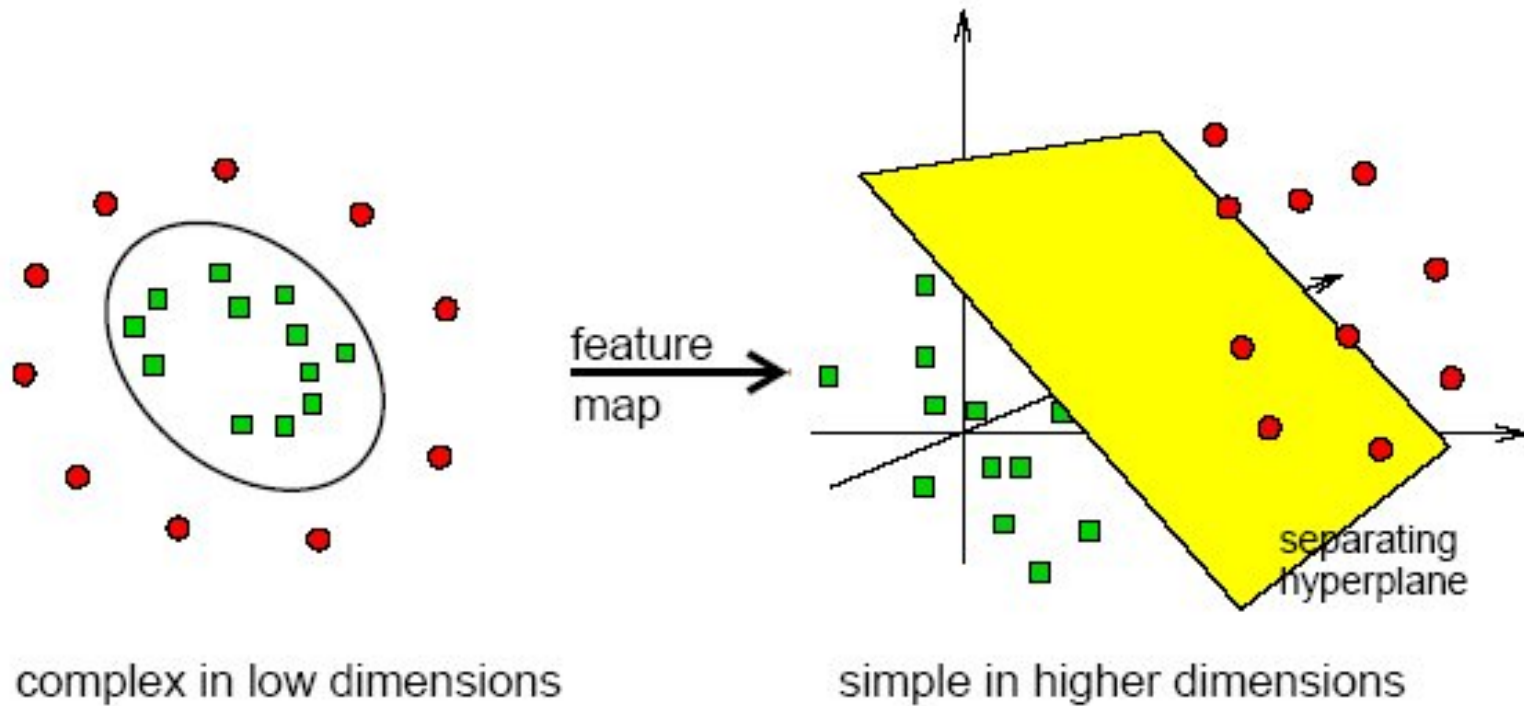 feature
map
separating
hyperplane
complex in low dimensions
simple in higher dimensions